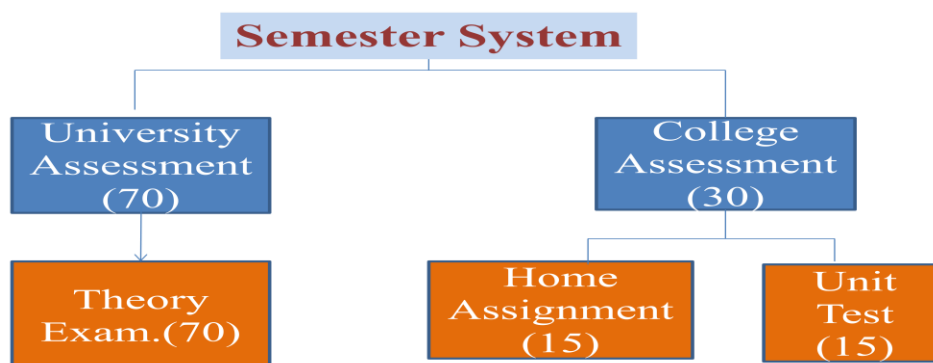 Semester System
University
Assessment
(70)
College
Assessment
(30)
Theory
Exam.(70)
Home
Assignment
(15)
Unit
Test
(15)